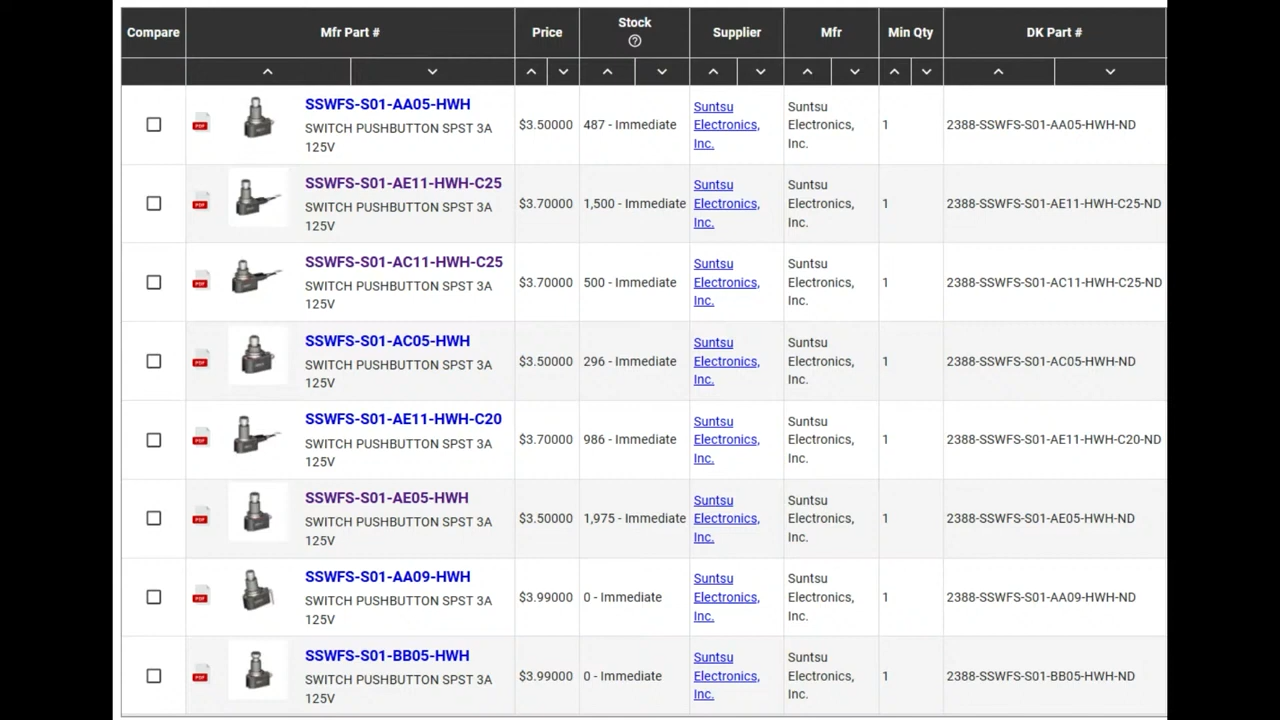 Compare Mfr Part # Price Stock Supplier Mfr Min Qty DK Part #
SSWFS-S01-AA05-HWH
SWITCH PUSHBUTTON SPST 3A
125V
$3.50000
487 - Immediate
Suntsu
Electronics,
Inc.
Suntsu
Electronics,
Inc.
1
2388-SSWFS-S01-AA05-HWH-ND
PDF
SSWFS-S01-AE11-HWH-C25
SWITCH PUSHBUTTON SPST 3A
125V
$3.70000
1,500 - Immediate
Suntsu
Electronics,
Inc.
Suntsu
Electronics,
Inc.
1
2388-SSWFS-S01-AE11-HWH-C25-ND
PDF
SSWFS-S01-AC11-HWH-C25
SWITCH PUSHBUTTON SPST 3A
125V
$3.70000
500 - Immediate
Suntsu
Electronics,
Inc.
Suntsu
Electronics,
Inc.
1
2388-SSWFS-S01-AC11-HWH-C25-ND
PDF
SSWFS-S01-AC05-HWH
SWITCH PUSHBUTTON SPST 3A
125V
$3.50000
296 - Immediate
Suntsu
Electronics,
Inc.
Suntsu
Electronics,
Inc.
1
2388-SSWFS-S01-AC05-HWH-ND
PDF
SSWFS-S01-AE11-HWH-C20
SWITCH PUSHBUTTON SPST 3A
125V
$3.70000
986 - Immediate
Suntsu
Electronics,
Inc.
Suntsu
Electronics,
Inc.
1
2388-SSWFS-S01-AE11-HWH-C20-ND
PDF
SSWFS-S01-AE05-HWH
SWITCH PUSHBUTTON SPST 3A
125V
$3.50000
1,975 - Immediate
Suntsu
Electronics,
Inc.
Suntsu
Electronics,
Inc.
1
2388-SSWFS-S01-AE05-HWH-ND
PDF
SSWFS-S01-AA09-HWH
SWITCH PUSHBUTTON SPST 3A
125V
$3.99000
0 - Immediate
Suntsu
Electronics,
Inc.
Suntsu
Electronics,
Inc.
1
2388-SSWFS-S01-AA09-HWH-ND
PDF
SSWFS-S01-BB05-HWH
SWITCH PUSHBUTTON SPST 3A
125V
$3.99000
0 - Immediate
Suntsu
Electronics,
Inc.
Suntsu
Electronics,
Inc.
1
2388-SSWFS-S01-BB05-HWH-ND
PDF